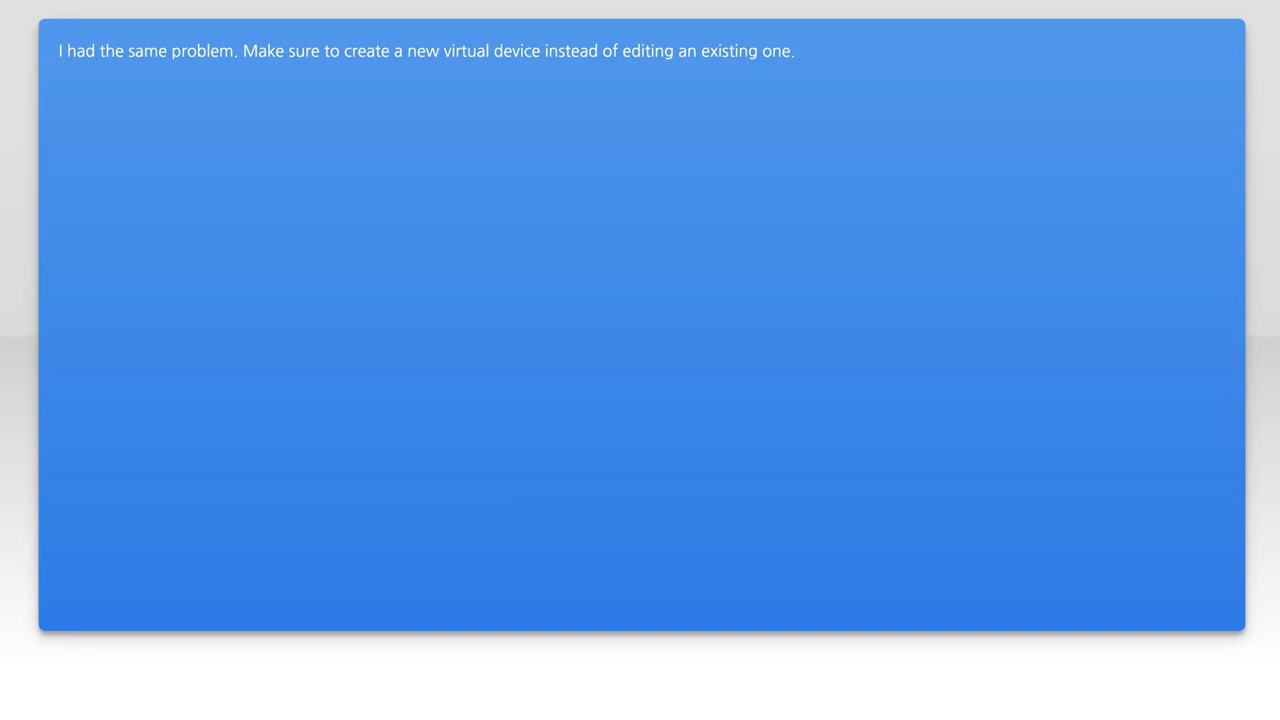 I had the same problem. Make sure to create a new virtual device instead of editing an existing one.